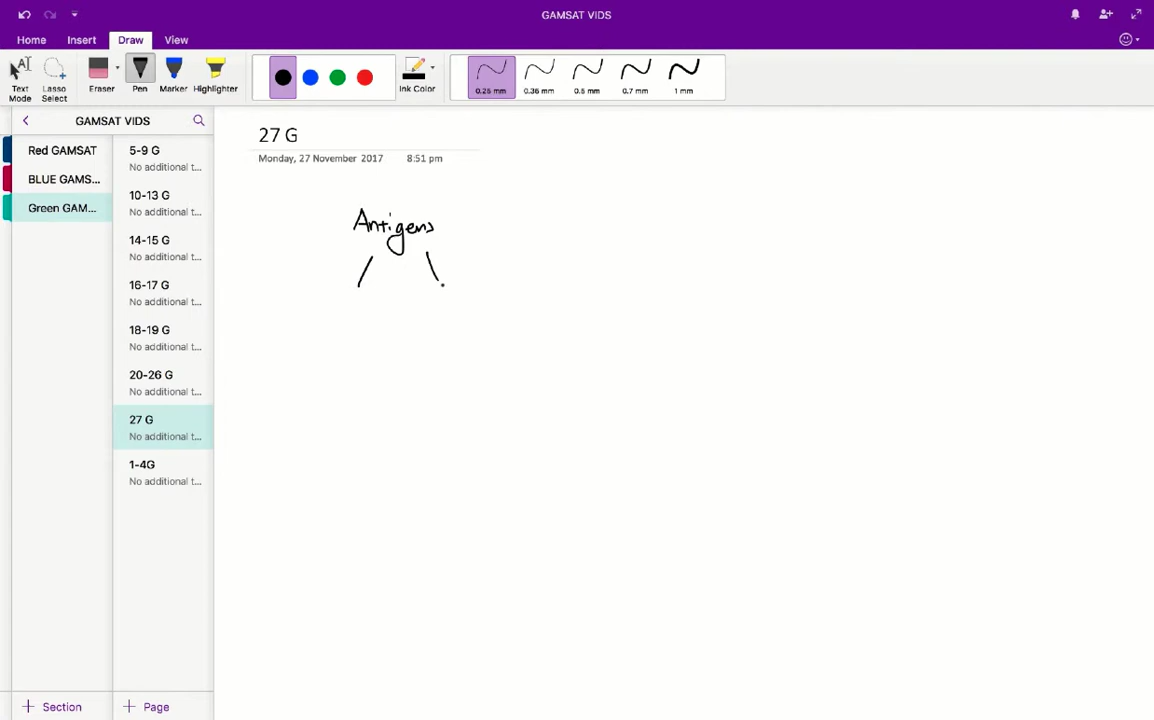 GAMSAT VIDS
Home Insert Draw View
A
Text Mode
Lasso Select
Eraser
Pen
Marker
Highlighter
Ink Color
0.25 mm
0.35 mm
0.5 mm
0.7 mm
1 mm
GAMSAT VIDS
Red GAMSAT
BLUE GAMS...
Green GAM...
5-9 G
No additional t...
10-13 G
No additional t...
14-15 G
No additional t...
16-17 G
No additional t...
18-19 G
No additional t...
20-26 G
No additional t...
27 G
No additional t...
1-4G
No additional t...
+ Section
+ Page
27 G
Monday, 27 November 2017 8:51 pm
Antigens